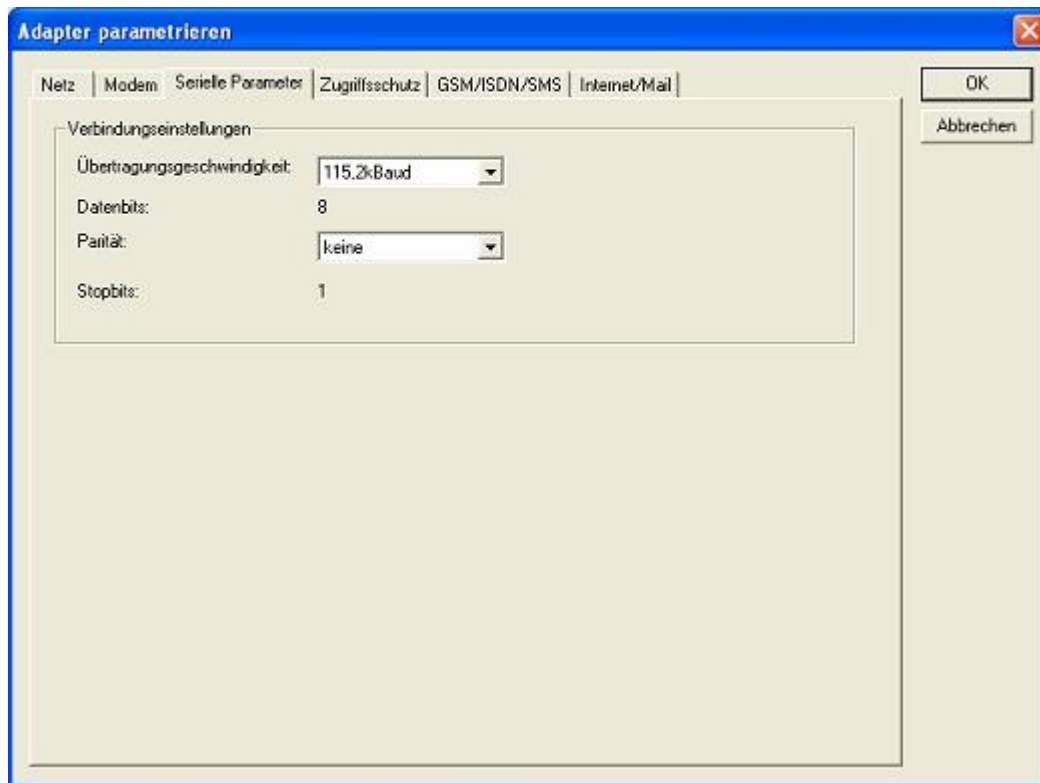 Adapter parametrieren
Netz Modem Serielle Parameter Zugriffsschutz GSM/ISDN/SMS Internet/Mail
OK
Abbrechen
Verbindungseinstellungen
Übertragungsgeschwindigkeit: 115,2kBaud
Datenbits: 8
Parität: keine
Stopbits: 1